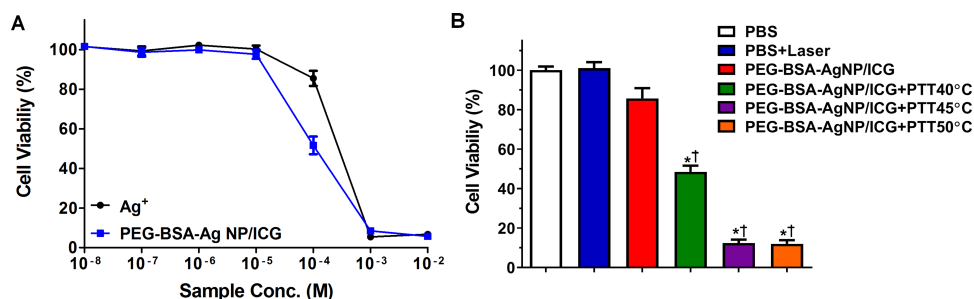 A
Cell Viabiliy (%)
120
100
80
60
40
20
0
Ag+
PEG-BSA-Ag NP/ICG
10-8
10-7
10-6
10-5
10-4
10-3
10-2
Sample Conc. (M)
B
Cell Viabiliy (%)
120
100
80
60
40
20
0
*†
*†
*†
PBS
PBS+Laser
PEG-BSA-AgNP/ICG
PEG-BSA-AgNP/ICG+PTT40°C
PEG-BSA-AgNP/ICG+PTT45°C
PEG-BSA-AgNP/ICG+PTT50°C